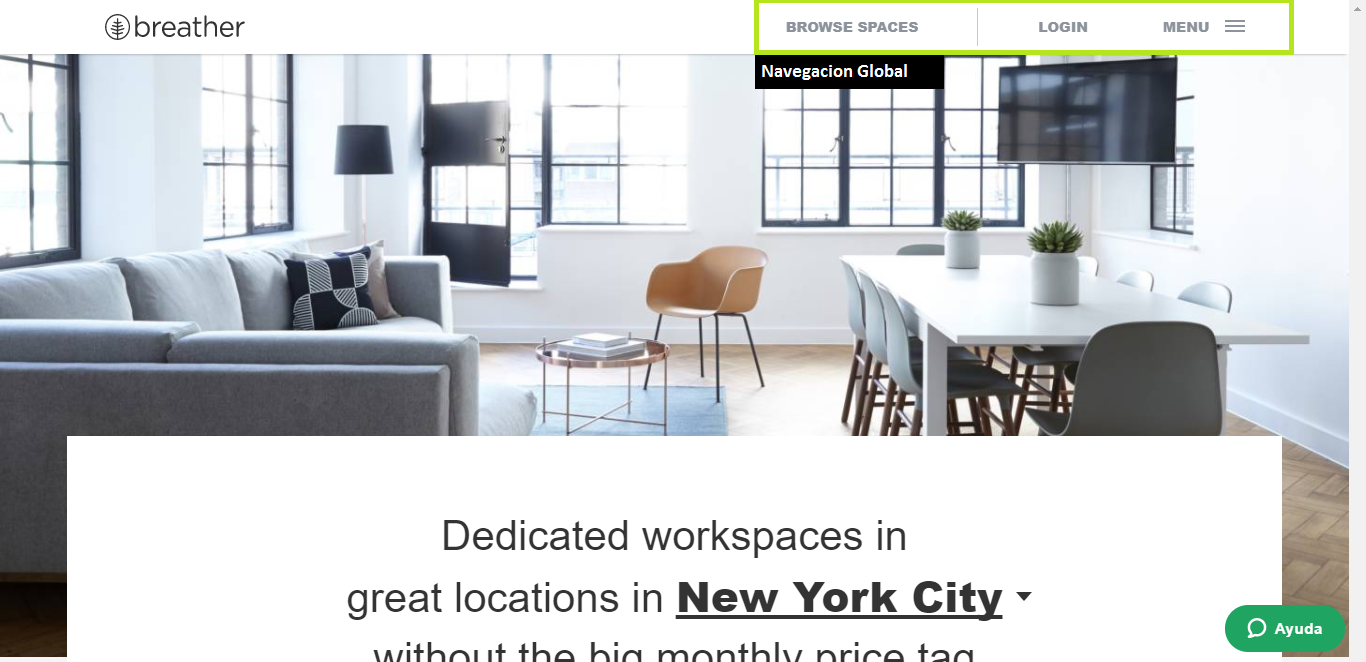 breather
BROWSE SPACES
LOGIN
MENU
Navegacion Global
Dedicated workspaces in
great locations in New York City
without the big monthly price tag
Ayuda